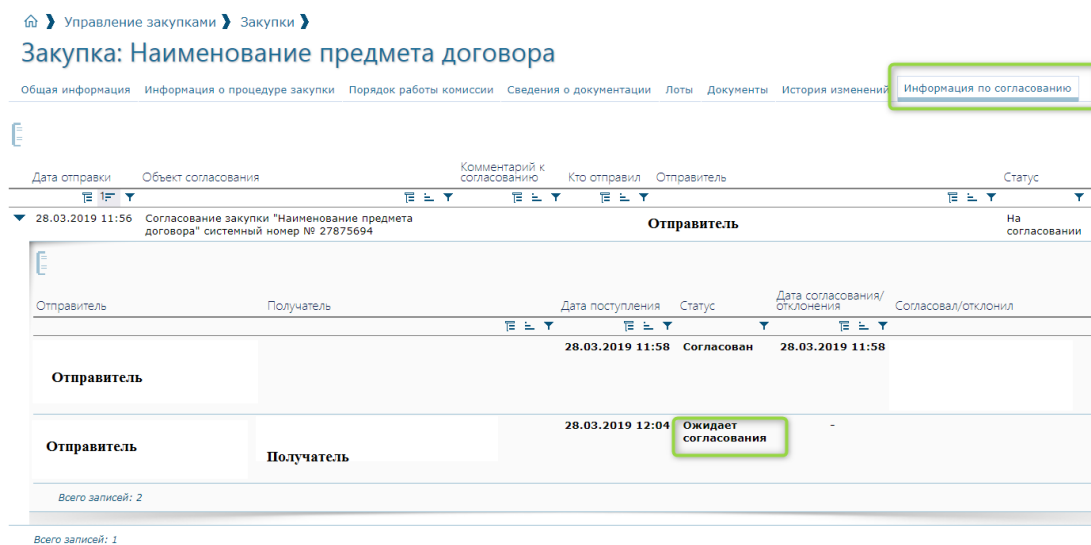 Управление закупками Закупки
Закупка: Наименование предмета договора
Общая информация Информация о процедуре закупки Порядок работы комиссии Сведения о документации Лоты Документы История изменений Информация по согласованию
Дата отправки Объект согласования Комментарий к согласованию Кто отправил Отправитель Статус
28.03.2019 11:56 Согласование закупки "Наименование предмета Отправитель На
договора" системный номер № 27875694 согласовании
Отправитель Получатель Дата поступления Статус Дата согласования/отклонения Согласовал/отклонил
28.03.2019 11:58 Согласован 28.03.2019 11:58
Отправитель
28.03.2019 12:04 Ожидает -
согласования
Отправитель
Получатель
Всего записей: 2
Всего записей: 1